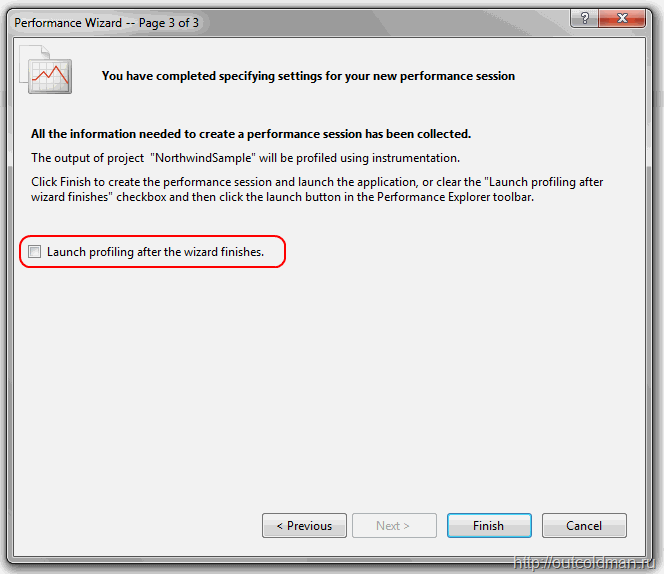 Performance Wizard -- Page 3 of 3
You have completed specifying settings for your new performance session
All the information needed to create a performance session has been collected.
The output of project  "NorthwindSample" will be profiled using instrumentation.
Click Finish to create the performance session and launch the application, or clear the "Launch profiling after
wizard finishes" checkbox and then click the launch button in the Performance Explorer toolbar.
Launch profiling after the wizard finishes.
< Previous
Next >
Finish
Cancel
http://outcoldman.ru